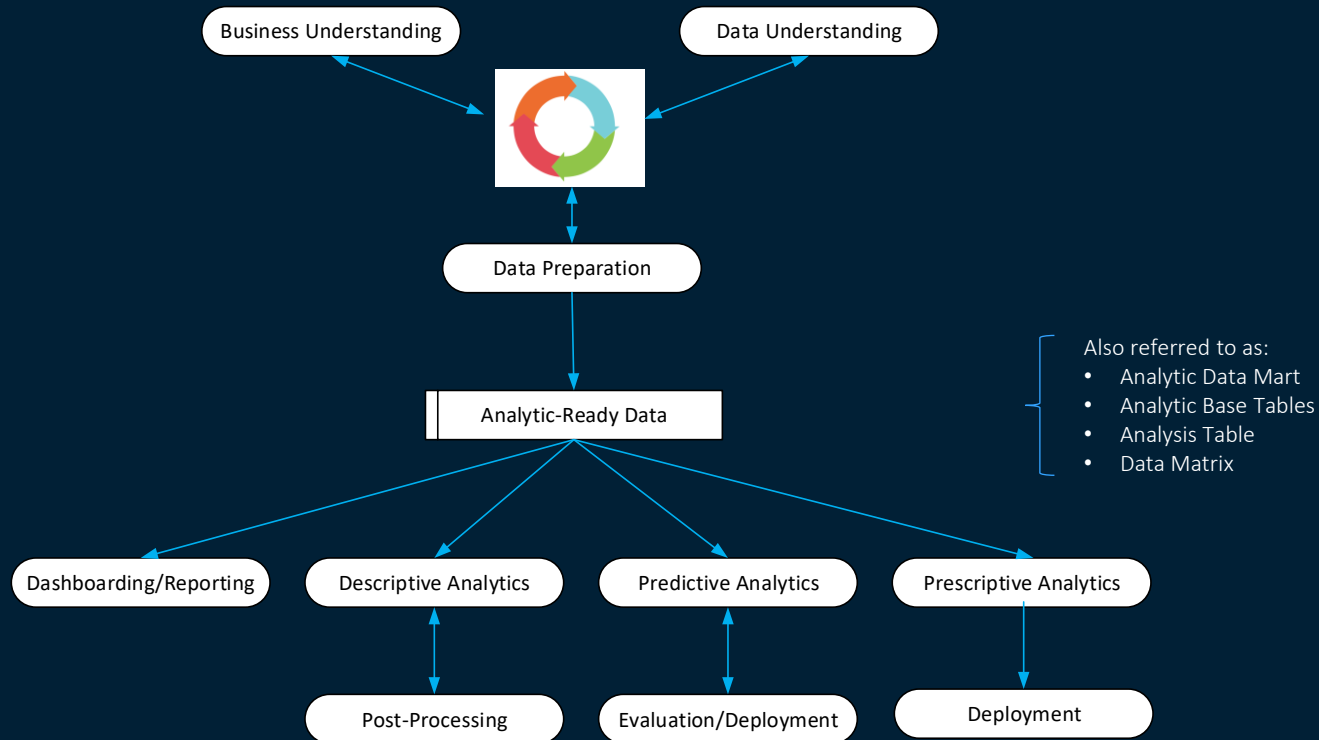 Business Understanding
Data Understanding
Data Preparation
Analytic-Ready Data
Also referred to as:
• Analytic Data Mart
• Analytic Base Tables
• Analysis Table
• Data Matrix
Dashboarding/Reporting
Descriptive Analytics
Predictive Analytics
Prescriptive Analytics
Post-Processing
Evaluation/Deployment
Deployment